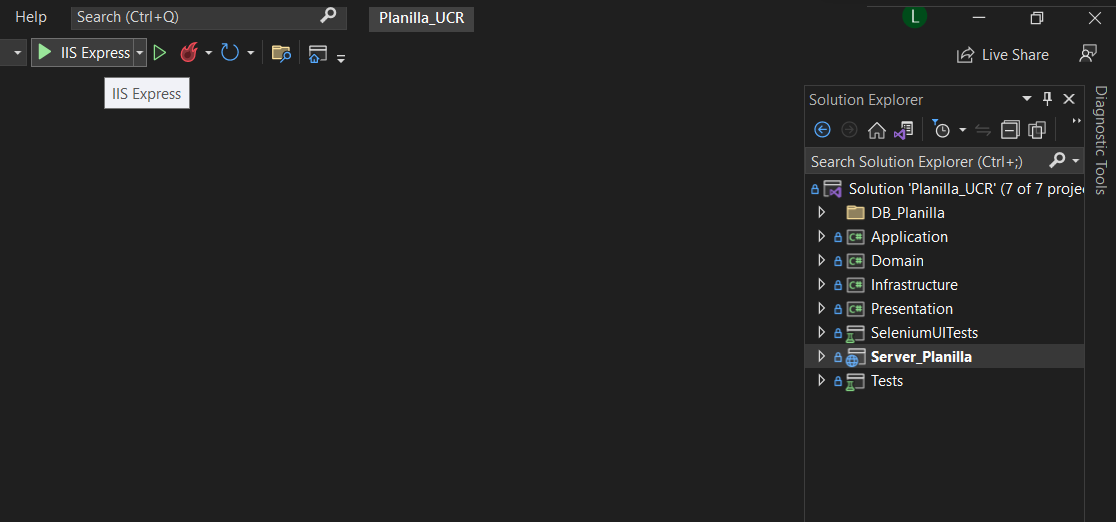 Help
Search (Ctrl+Q)
Planilla_UCR
L
IIS Express
Live Share
IIS Express
Solution Explorer
Diagnostic Tools
Search Solution Explorer (Ctrl+;)
Solution 'Planilla_UCR' (7 of 7 proje
DB_Planilla
C# Application
C# Domain
C# Infrastructure
C# Presentation
SeleniumUITests
Server_Planilla
Tests